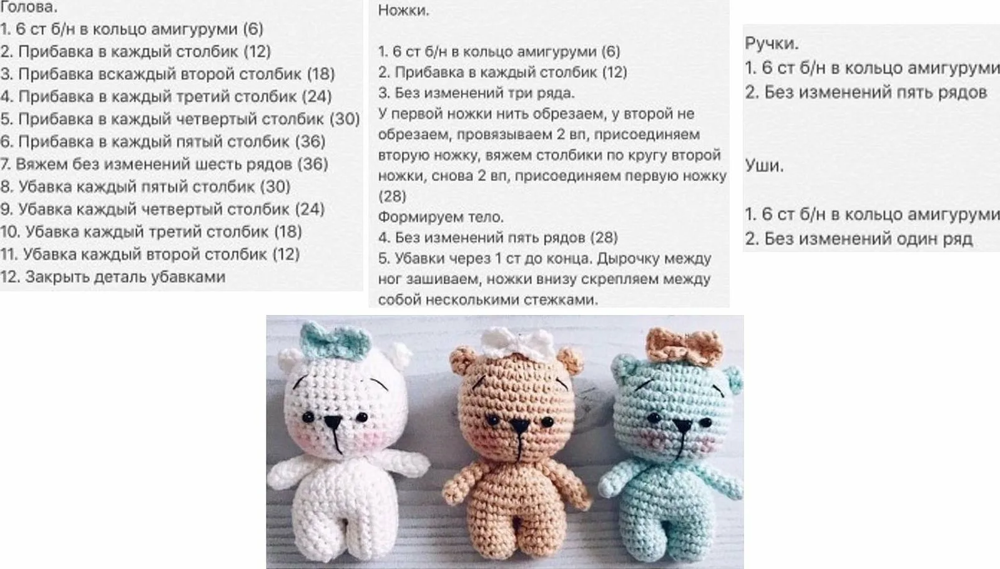 Голова.
1. 6 ст б/н в кольцо амигуруми (6)
2. Прибавка в каждый столбик (12)
3. Прибавка вскаждый второй столбик (18)
4. Прибавка в каждый третий столбик (24)
5. Прибавка в каждый четвертый столбик (30)
6. Прибавка в каждый пятый столбик (36)
7. Вяжем без изменений шесть рядов (36)
8. Убавка каждый пятый столбик (30)
9. Убавка каждый четвертый столбик (24)
10. Убавка каждый третий столбик (18)
11. Убавка каждый второй столбик (12)
12. Закрыть деталь убавками
Ножки.
1. 6 ст б/н в кольцо амигуруми (6)
2. Прибавка в каждый столбик (12)
3. Без изменений три ряда.
У первой ножки нить обрезаем, у второй не
обрезаем, провязываем 2 вп, присоединяем
вторую ножку, вяжем столбики по кругу второй
ножки, снова 2 вп, присоединяем первую ножку
(28)
Формируем тело.
4. Без изменений пять рядов (28)
5. Убавки через 1 ст до конца. Дырочку между
ног зашиваем, ножки внизу скрепляем между
собой несколькими стежками.
Ручки.
1. 6 ст б/н в кольцо амигуруми
2. Без изменений пять рядов
Уши.
1. 6 ст б/н в кольцо амигуруми
2. Без изменений один ряд